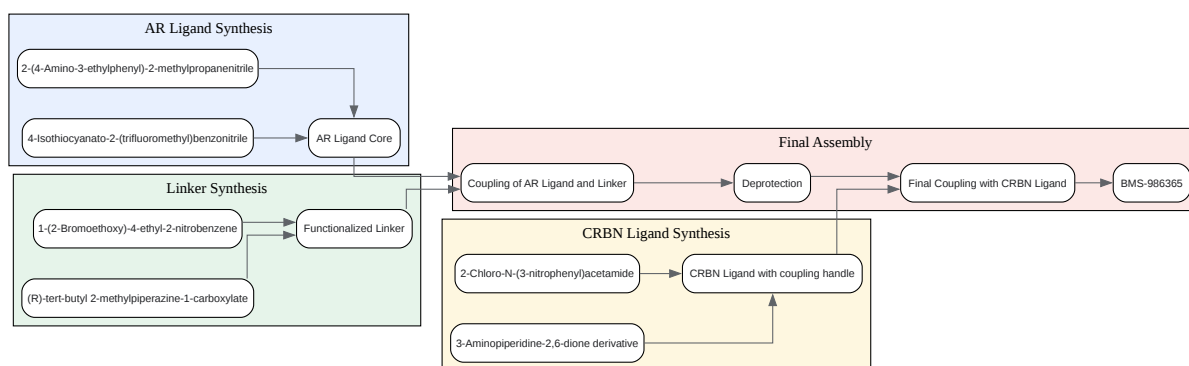 AR Ligand Synthesis
2-(4-Amino-3-ethylphenyl)-2-methylpropanenitrile
4-Isothiocyanato-2-(trifluoromethyl)benzonitrile
AR Ligand Core
Linker Synthesis
1-(2-Bromoethoxy)-4-ethyl-2-nitrobenzene
Functionalized Linker
(R)-tert-butyl 2-methylpiperazine-1-carboxylate
Final Assembly
Coupling of AR Ligand and Linker
Deprotection
Final Coupling with CRBN Ligand
BMS-986365
CRBN Ligand Synthesis
2-Chloro-N-(3-nitrophenyl)acetamide
CRBN Ligand with coupling handle
3-Aminopiperidine-2,6-dione derivative